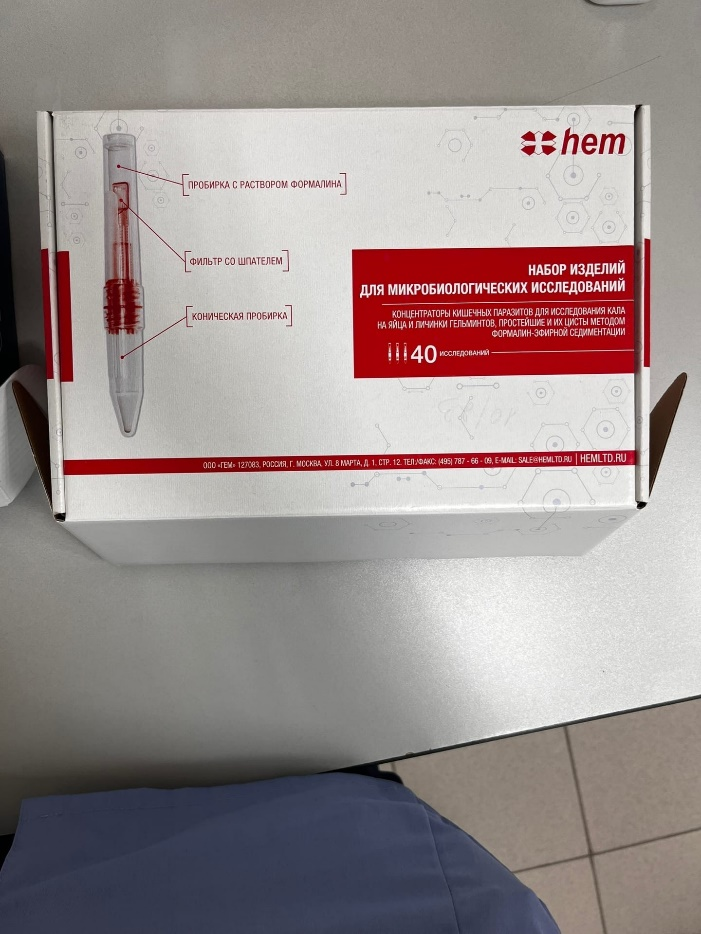 hem
ПРОБИРКА С РАСТВОРОМ ФОРМАЛИНА
ФИЛЬТР СО ШПАТЕЛЕМ
КОНИЧЕСКАЯ ПРОБИРКА
НАБОР ИЗДЕЛИЙ
ДЛЯ МИКРОБИОЛОГИЧЕСКИХ ИССЛЕДОВАНИЙ
КОНЦЕНТРАТОРЫ КИШЕЧНЫХ ПАРАЗИТОВ ДЛЯ ИССЛЕДОВАНИЯ КАЛА
НА ЯЙЦА И ЛИЧИНКИ ГЕЛЬМИНТОВ, ПРОСТЕЙШИЕ И ИХ ЦИСТЫ МЕТОДОМ
ФОРМАЛИН-ЭФИРНОЙ СЕДИМЕНТАЦИИ
40 ИССЛЕДОВАНИЙ
ООО «ГЕМ» 127083, РОССИЯ, Г. МОСКВА, УЛ. 8 МАРТА, Д. 1, СТР. 12. ТЕЛ/ФАКС: (495) 787 - 66 - 09, E-MAIL: SALE@HEMLTD.RU | HEMLTD.RU